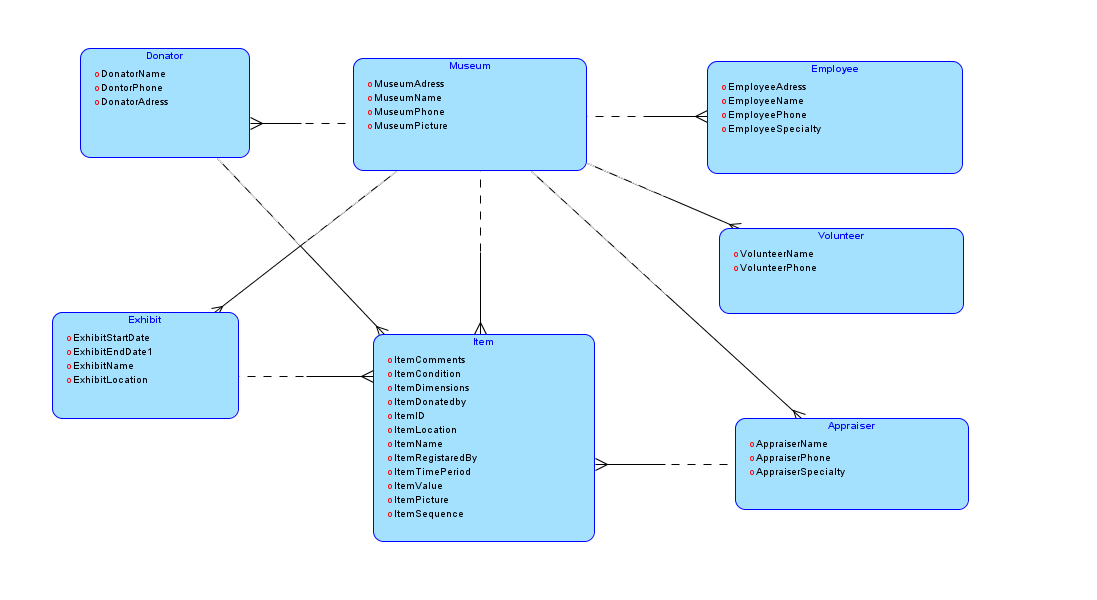 Donator
o DonatorName
o DontorPhone
o DonatorAdress
Museum
o MuseumAdress
o MuseumName
o MuseumPhone
o MuseumPicture
Employee
o EmployeeAdress
o EmployeeName
o EmployeePhone
o EmployeeSpecialty
Volunteer
o VolunteerName
o VolunteerPhone
Exhibit
o ExhibitStartDate
o ExhibitEndDate1
o ExhibitName
o ExhibitLocation
Item
o ItemComments
o ItemCondition
o ItemDimensions
o ItemDonatedby
o ItemID
o ItemLocation
o ItemName
o ItemRegistaredBy
o ItemTimePeriod
o ItemValue
o ItemPicture
o ItemSequence
Appraiser
o AppraiserName
o AppraiserPhone
o AppraiserSpecialty